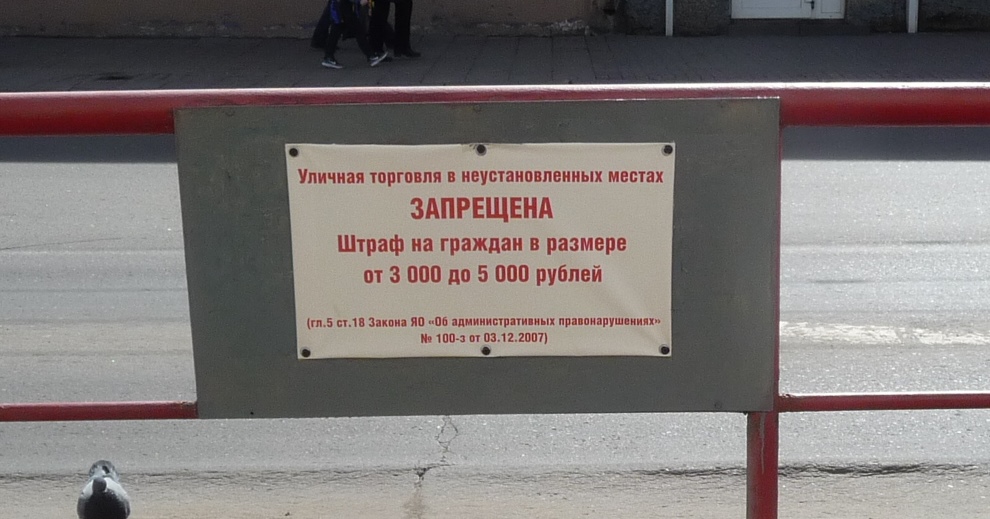 Уличная торговля в неустановленных местах
ЗАПРЕЩЕНА
Штраф на граждан в размере
от 3 000 до 5 000 рублей
(гл.5 ст.18 Закона ЯО «Об административных правонарушениях»
№ 100-з от 03.12.2007)